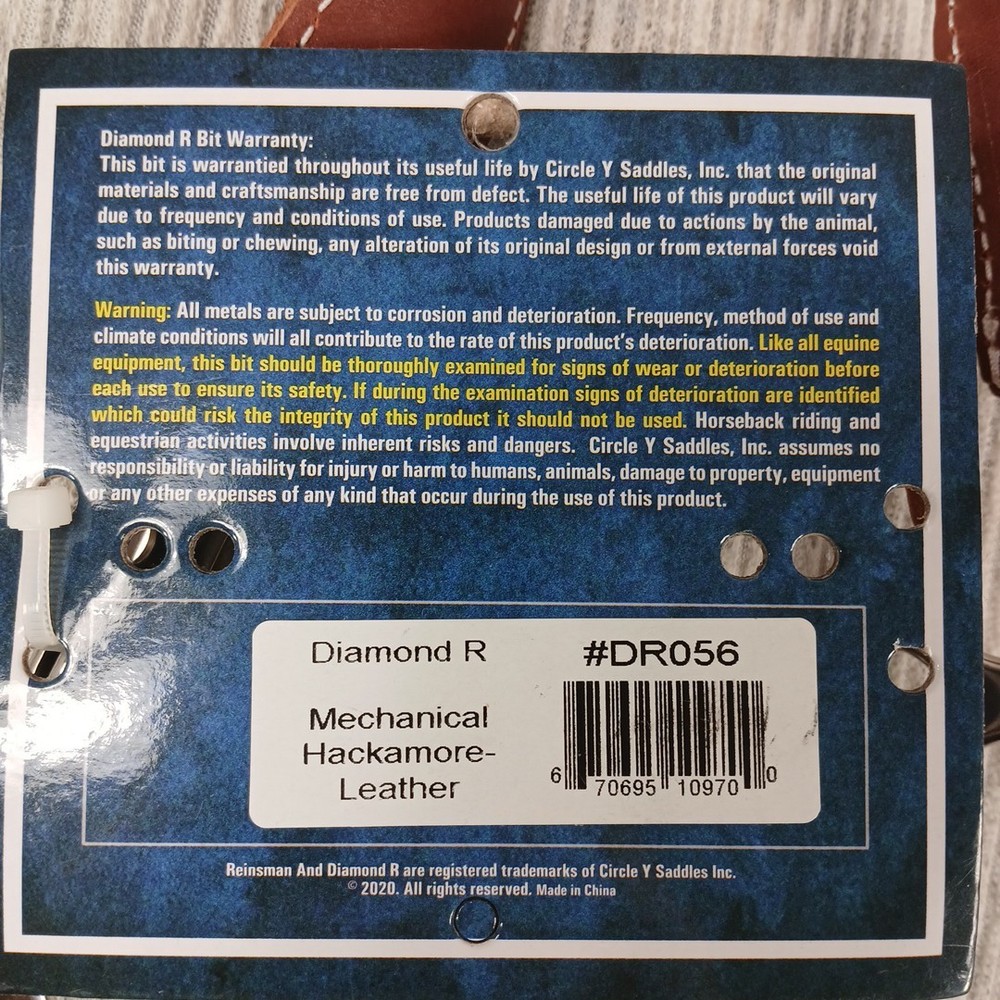 Diamond R Bit Warranty:
This bit is warrantied throughout its useful life by Circle Y Saddles, Inc. that the original
materials and craftsmanship are free from defect. The useful life of this product will vary
due to frequency and conditions of use. Products damaged due to actions by the animal,
such as biting or chewing, any alteration of its original design or from external forces void
this warranty.
Warning: All metals are subject to corrosion and deterioration. Frequency, method of use and
climate conditions will all contribute to the rate of this product's deterioration. Like all equine
equipment, this bit should be thoroughly examined for signs of wear or deterioration before
each use to ensure its safety. If during the examination signs of deterioration are identified
which could risk the integrity of this product it should not be used. Horseback riding and
equestrian activities involve inherent risks and dangers. Circle Y Saddles, Inc. assumes no
responsibility or liability for injury or harm to humans, animals, damage to property, equipment
or any other expenses of any kind that occur during the use of this product.
Diamond R
#DR056
Mechanical
Hackamore-
Leather
6 70695 10970 0
Reinsman And Diamond R are registered trademarks of Circle Y Saddles Inc.
© 2020. All rights reserved. Made in China